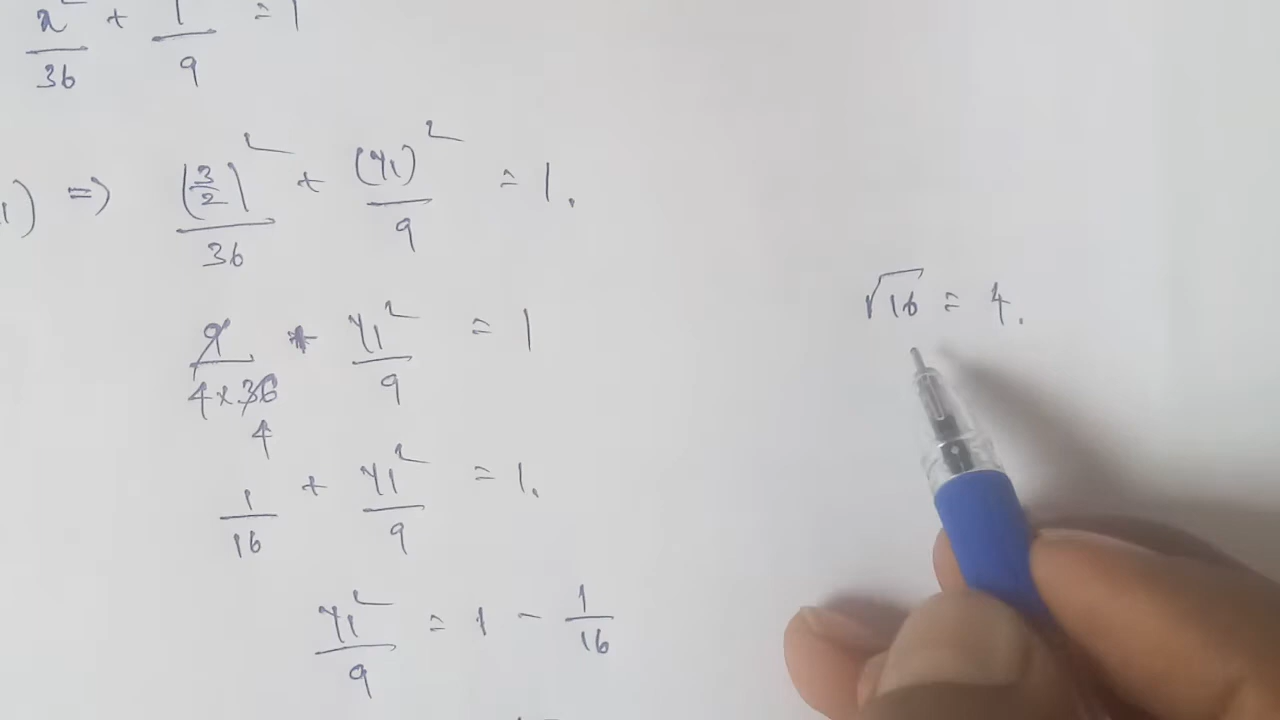 x²/36 + 1/9 = 1
1) => (3/2)²/36 + (y1)²/9 = 1.
√16 = 4.
9/4×36 + y1²/9 = 1
4
1/16 + y1²/9 = 1.
y1²/9 = 1 - 1/16